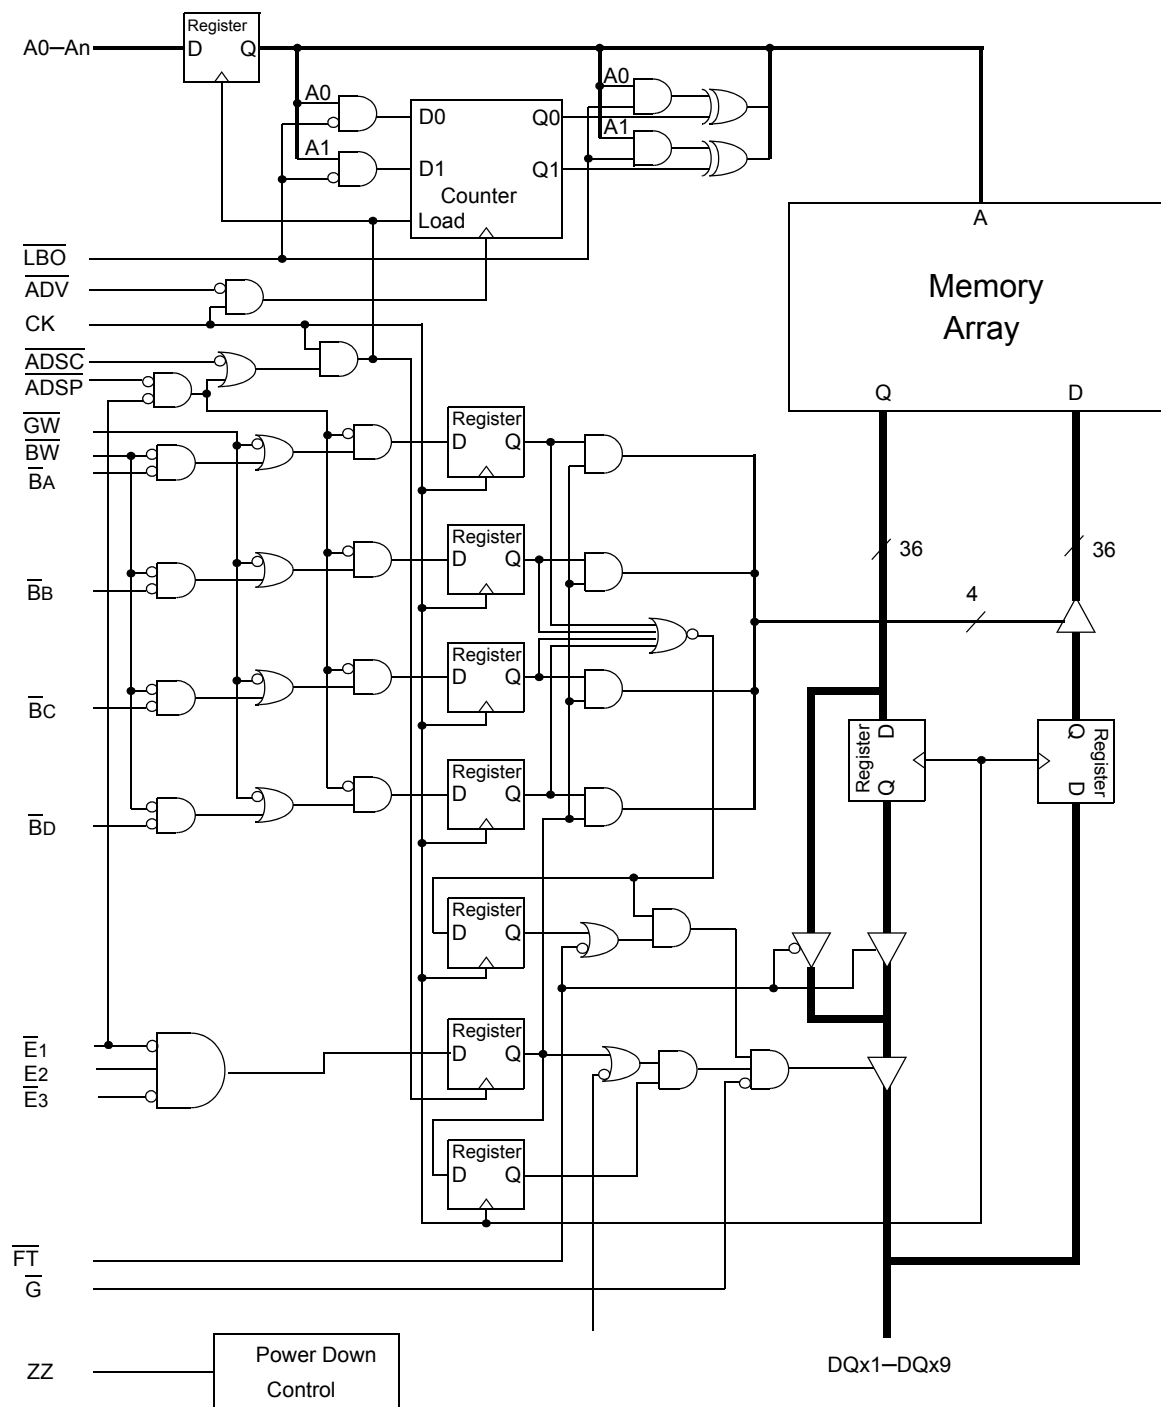 Register
A0–An
D Q
A0
A0
D0
Q0
A1
A1
D1
Q1
Counter
Load
A
LBO
ADV
CK
Memory
Array
ADSC
ADSP
Q
D
GW
Register
D Q
BW
BA
36
36
Register
D Q
BB
4
Register
D Q
BC
Register
D
Q
Register
Q
D
Register
D Q
BD
Register
D Q
Register
D Q
E1
E2
E3
Register
D Q
FT
G
Power Down
Control
ZZ
DQx1–DQx9